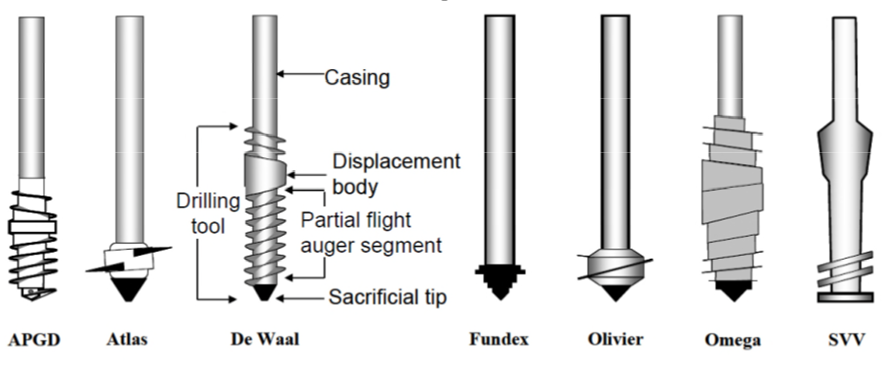 Casing
Displacement
body
Drilling
tool
Partial flight
auger segment
Sacrificial tip
APGD
Atlas
De Waal
Fundex
Olivier
Omega
SVV